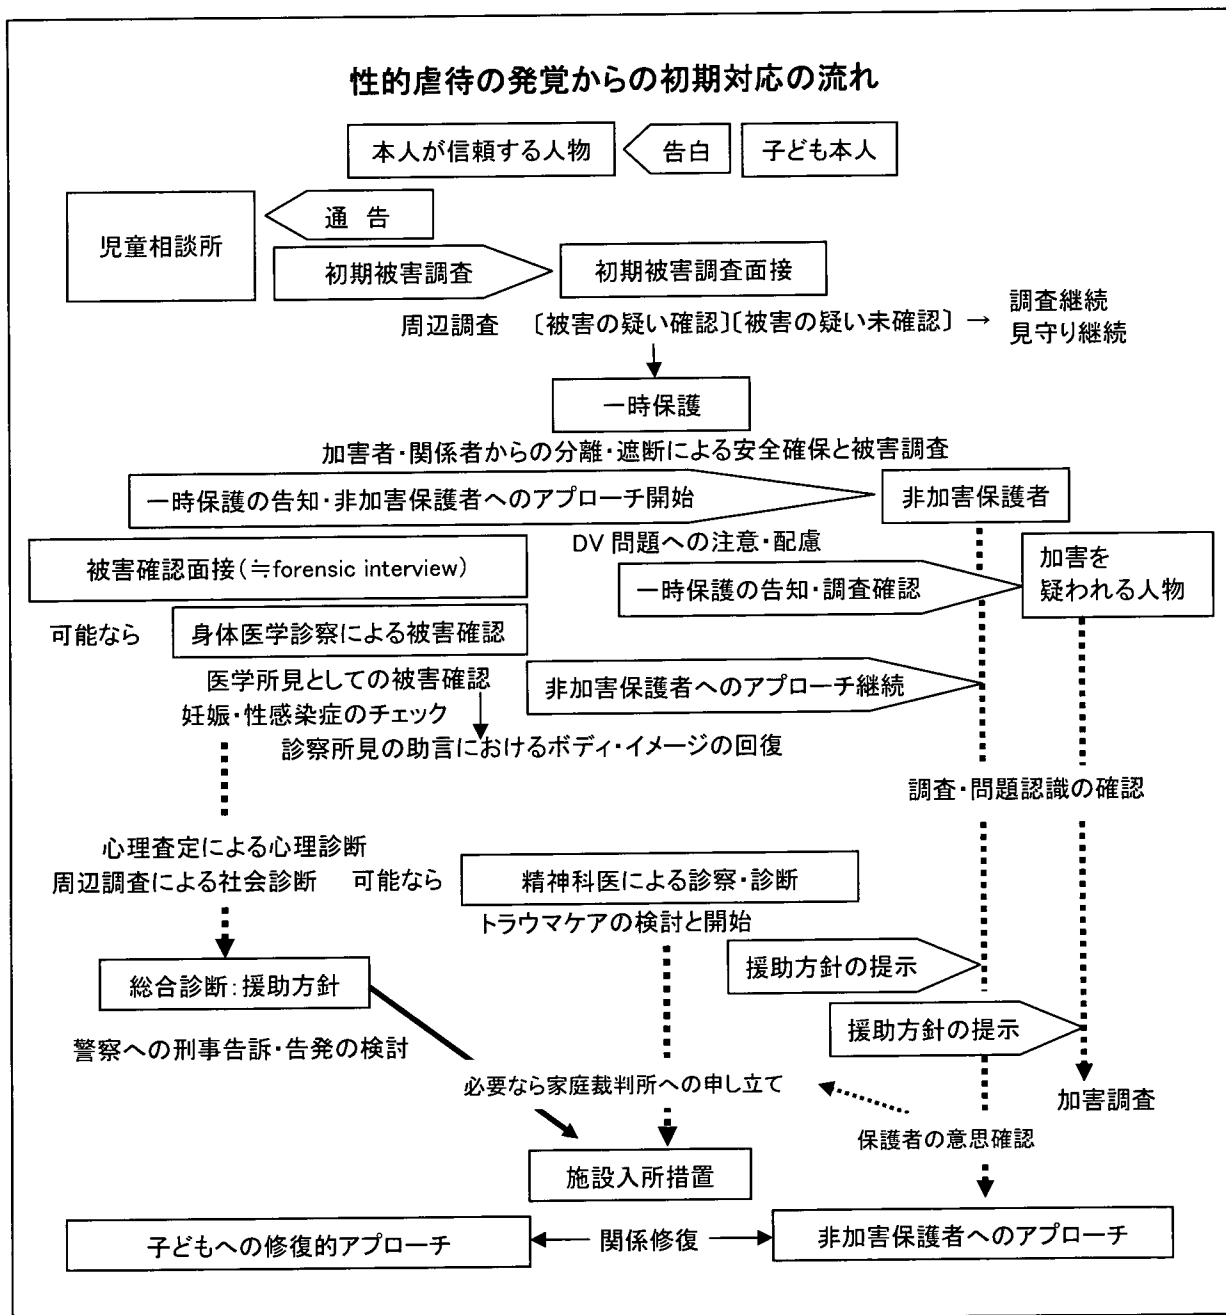 性的虐待の発覚からの初期対応の流れ
本人が信頼する人物 告白 子ども本人
児童相談所
通 告
初期被害調査 初期被害調査面接
周辺調査 〔被害の疑い確認〕〔被害の疑い未確認〕 → 調査継続
見守り継続
一時保護
加害者・関係者からの分離・遮断による安全確保と被害調査
一時保護の告知・非加害保護者へのアプローチ開始 非加害保護者
DV問題への注意・配慮
被害確認面接(≒forensic interview)
一時保護の告知・調査確認
加害を
疑われる人物
可能なら 身体医学診察による被害確認
医学所見としての被害確認
非加害保護者へのアプローチ継続
妊娠・性感染症のチェック
診察所見の助言におけるボディ・イメージの回復
調査・問題認識の確認
心理査定による心理診断
周辺調査による社会診断 可能なら 精神科医による診察・診断
トラウマケアの検討と開始
援助方針の提示
総合診断:援助方針
援助方針の提示
警察への刑事告訴・告発の検討
必要なら家庭裁判所への申し立て
加害調査
保護者の意思確認
施設入所措置
子どもへの修復的アプローチ 関係修復 非加害保護者へのアプローチ